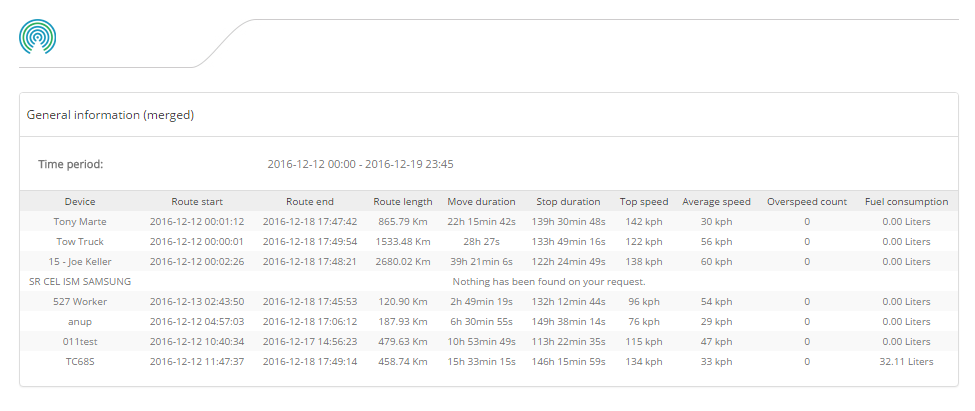 General information (merged)
Time period: 2016-12-12 00:00 - 2016-12-19 23:45
Device Route start Route end Route length Move duration Stop duration Top speed Average speed Overspeed count Fuel consumption
Tony Marte 2016-12-12 00:01:12 2016-12-18 17:47:42 865.79 Km 22h 15min 42s 139h 30min 48s 142 kph 30 kph 0 0.00 Liters
Tow Truck 2016-12-12 00:00:01 2016-12-18 17:49:54 1533.48 Km 28h 27s 133h 49min 16s 122 kph 56 kph 0 0.00 Liters
15 - Joe Keller 2016-12-12 00:02:26 2016-12-18 17:48:21 2680.02 Km 39h 21min 6s 122h 24min 49s 138 kph 60 kph 0 0.00 Liters
SR CEL ISM SAMSUNG Nothing has been found on your request.
527 Worker 2016-12-13 02:43:50 2016-12-18 17:45:53 120.90 Km 2h 49min 19s 132h 12min 44s 96 kph 54 kph 0 0.00 Liters
anup 2016-12-12 04:57:03 2016-12-18 17:06:12 187.93 Km 6h 30min 55s 149h 38min 14s 76 kph 29 kph 0 0.00 Liters
011test 2016-12-12 10:40:34 2016-12-17 14:56:23 479.63 Km 10h 53min 49s 113h 22min 35s 115 kph 47 kph 0 0.00 Liters
TC68S 2016-12-12 11:47:37 2016-12-18 17:49:14 458.74 Km 15h 33min 15s 146h 15min 59s 134 kph 33 kph 0 32.11 Liters